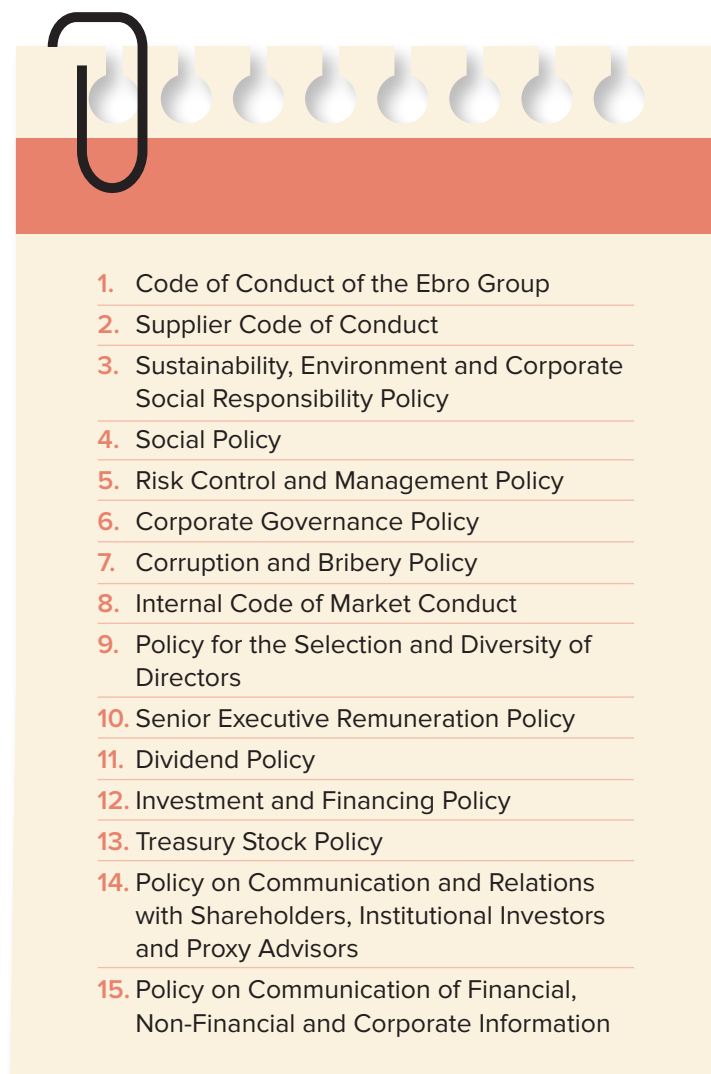 1. Code of Conduct of the Ebro Group
2. Supplier Code of Conduct
3. Sustainability, Environment and Corporate
Social Responsibility Policy
4. Social Policy
5. Risk Control and Management Policy
6. Corporate Governance Policy
7. Corruption and Bribery Policy
8. Internal Code of Market Conduct
9. Policy for the Selection and Diversity of
Directors
10. Senior Executive Remuneration Policy
11. Dividend Policy
12. Investment and Financing Policy
13. Treasury Stock Policy
14. Policy on Communication and Relations
with Shareholders, Institutional Investors
and Proxy Advisors
15. Policy on Communication of Financial,
Non-Financial and Corporate Information